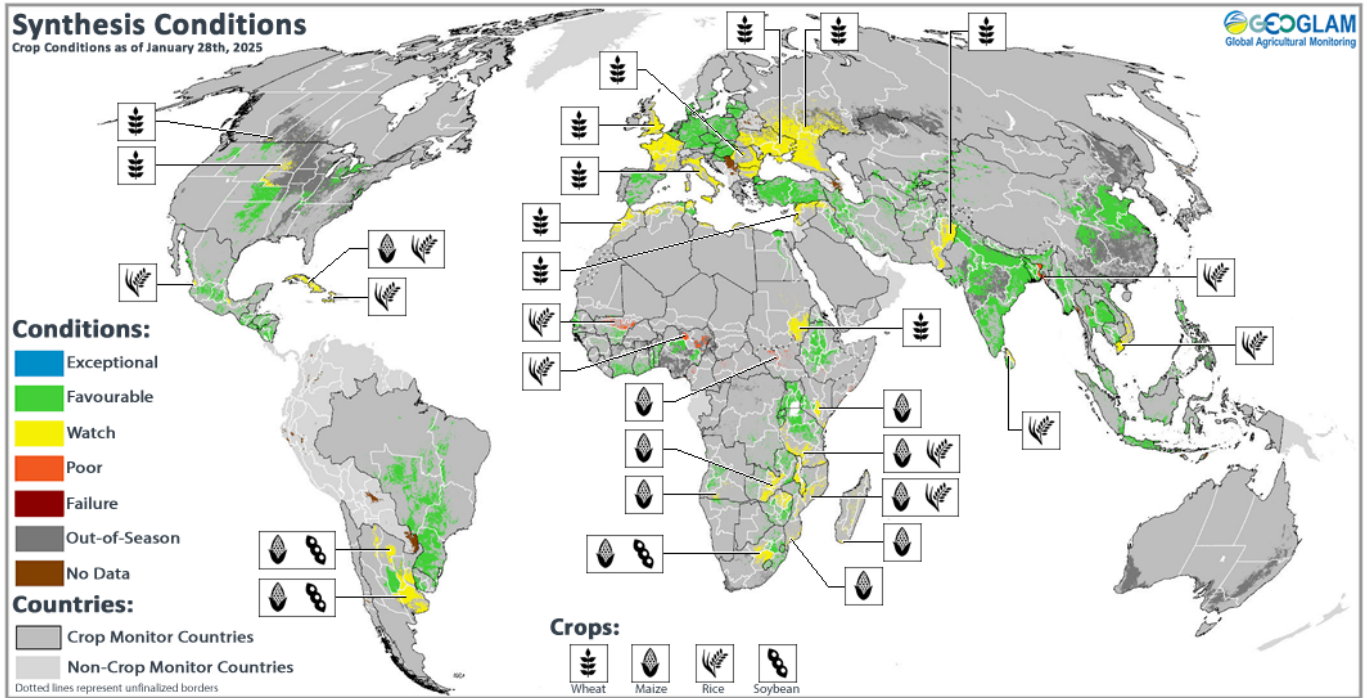 Synthesis Conditions
Crop Conditions as of January 28th, 2025
GEOGLAM
Global Agricultural Monitoring
Conditions:
Exceptional
Favourable
Watch
Poor
Failure
Out-of-Season
No Data
Countries:
Crop Monitor Countries
Non-Crop Monitor Countries
Dotted lines represent unfinalized borders
Crops:
Wheat
Maize
Rice
Soybean